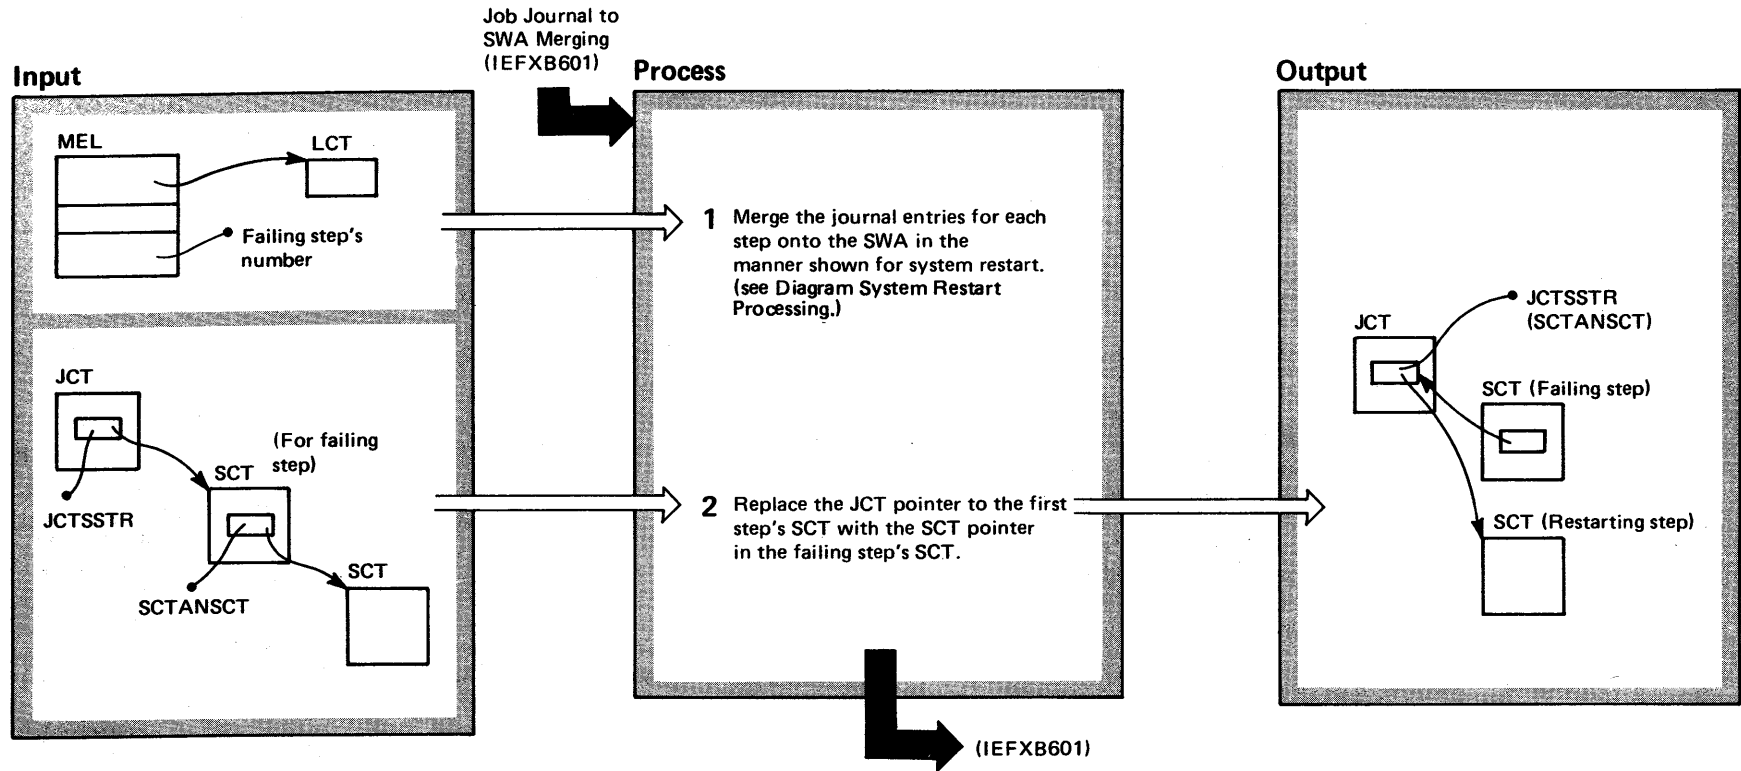 Job Journal to
SWA Merging
(IEFXB601)
Input
Process
Output
MEL
LCT
Failing step's
number
1 Merge the journal entries for each
step onto the SWA in the
manner shown for system restart.
(see Diagram System Restart
Processing.)
JCT
(For failing
step)
SCT
JCTSSTR
SCT
SCTANSCT
2 Replace the JCT pointer to the first
step's SCT with the SCT pointer
in the failing step's SCT.
JCTSSTR
(SCTANSCT)
JCT
SCT (Failing step)
SCT (Restarting step)
(IEFXB601)